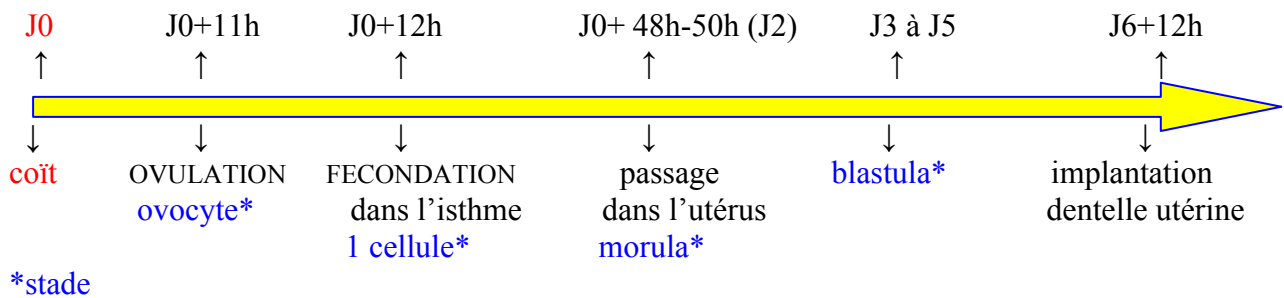 J0 J0+11h J0+12h J0+ 48h-50h (J2) J3 à J5 J6+12h
↑ ↑ ↑ ↑ ↑ ↑
↓ ↓ ↓ ↓ ↓ ↓
coït OVULATION FECONDATION passage blastula* implantation
ovocyte* dans l’isthme dans l’utérus dentelle utérine
1 cellule* morula*
*stade